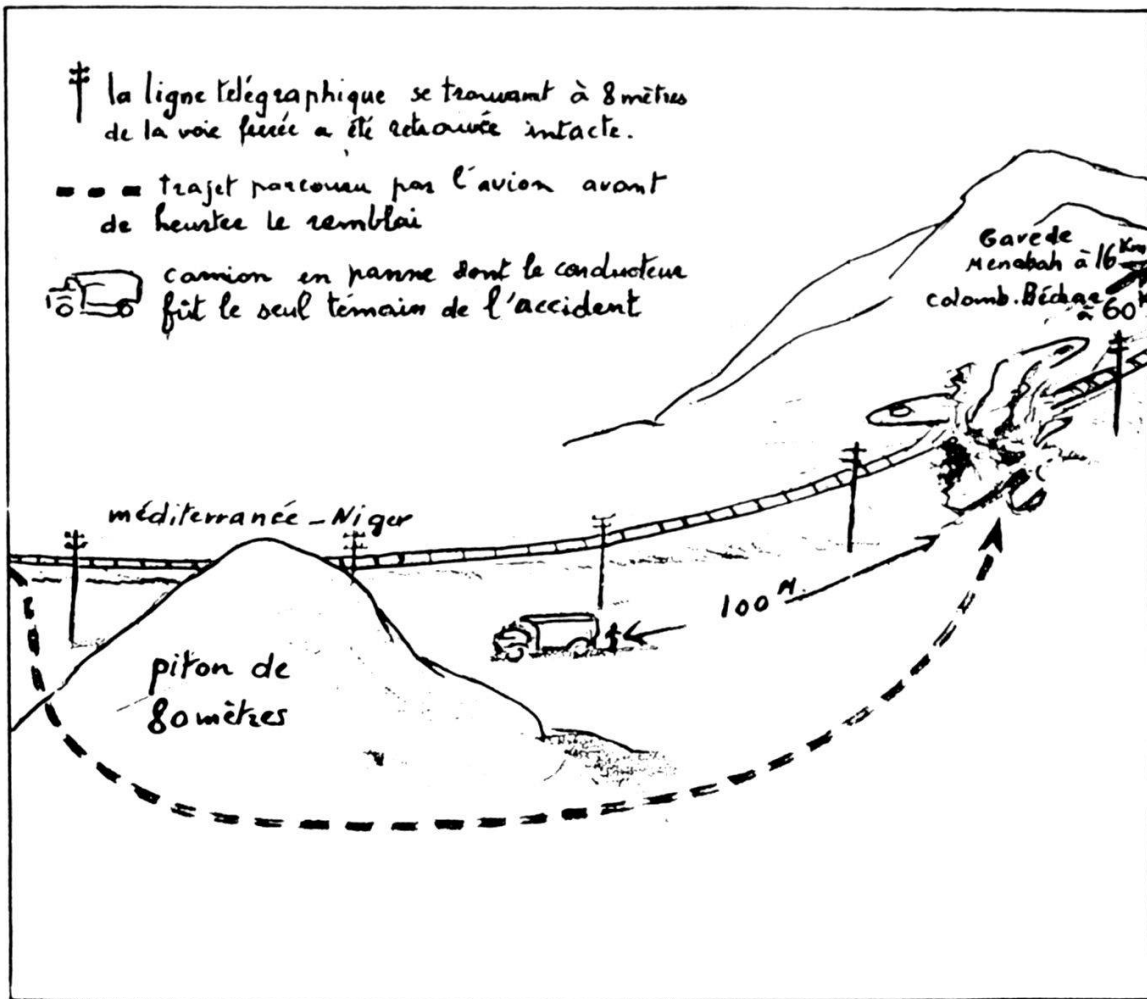 la ligne télégraphique se trouvant à 8 mètres
de la voie ferrée a été retrouvée intacte.
trajet parcouru par l'avion avant
de heurter le remblai
camion en panne dont le conducteur
fût le seul témoin de l'accident
Gare de
Menabah à 16 Km
Colomb.Béchar
à 60
méditerranée - Niger
100 M.
piton de
80 mètres